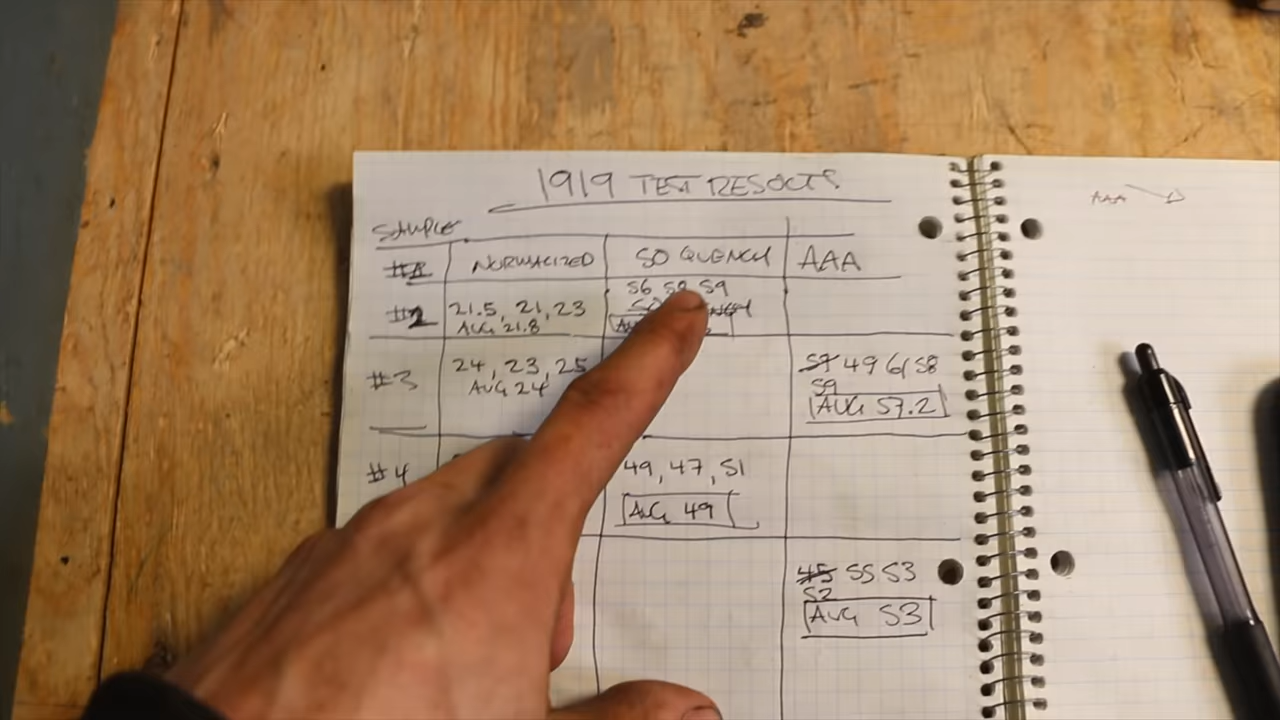 1919 TEST RESULTS
AAA
SAMPLE
#1 NORMALIZED SO QUENCH AAA
#2 21.5, 21, 23 56 58 59
AVG 21.8
#3 24, 23, 25 57 49 61 58
AVG 24 59
AVG 57.2
#4 49, 47, 51
AVG 49
45 55 53
52
AVG 53